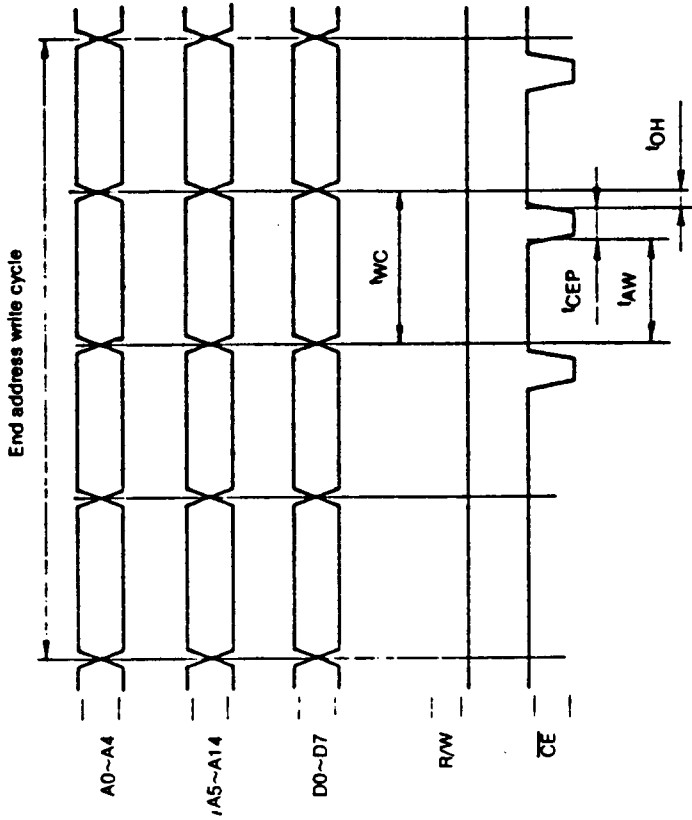 End address write cycle
A0~A4
A5~A14
D0~D7
tWC
R/W
CE
tOH
tCEP
tAW